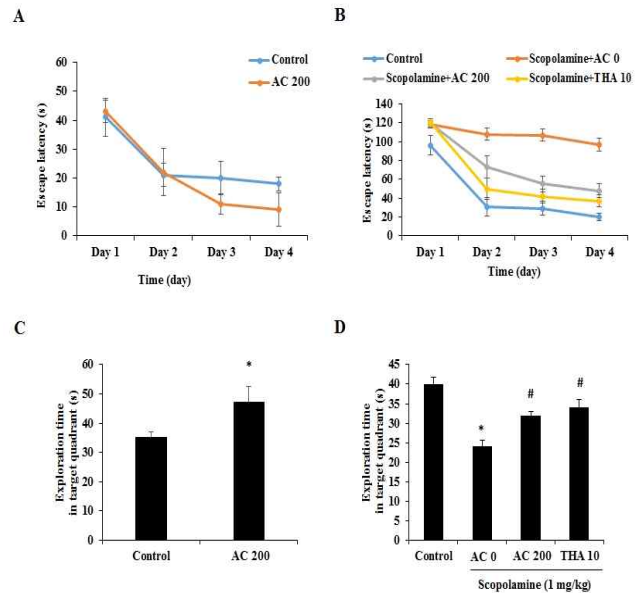 A
Control
AC 200
60
50
40
30
20
10
0
Escape latency (s)
Day 1 Day 2 Day 3 Day 4
Time (day)
B
Control Scopolamine+AC 0
Scopolamine+AC 200 Scopolamine+THA 10
140
120
100
80
60
40
20
0
Escape latency (s)
Day 1 Day 2 Day 3 Day 4
Time (day)
C
60
50
40
30
20
10
0
Exploration time
in target quadrant (s)
*
Control AC 200
D
45
40
35
30
25
20
15
10
5
0
Exploration time
in target quadrant (s)
* # #
Control AC 0 AC 200 THA 10
Scopolamine (1 mg/kg)